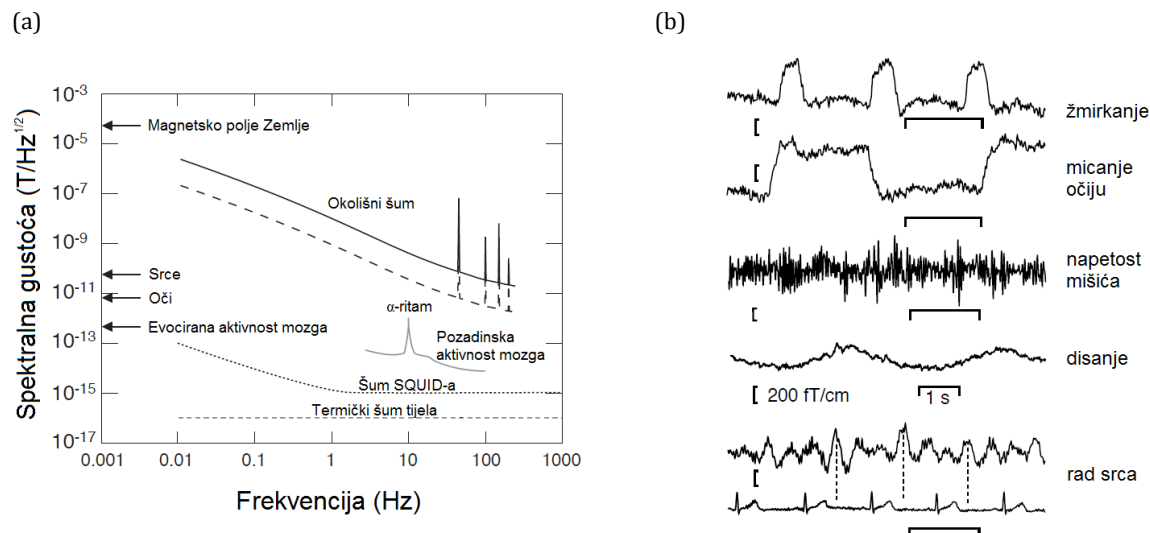 (a)
(b)
Spektralna gustoća (T/Hz^1/2)
10^-3
10^-5
10^-7
10^-9
10^-11
10^-13
10^-15
10^-17
Magnetsko polje Zemlje
Okolišni šum
Srce
Oči
α-ritam
Evocirana aktivnost mozga
Pozadinska
aktivnost mozga
Šum SQUID-a
Termički šum tijela
0.001
0.01
0.1
1
10
100
1000
Frekvencija (Hz)
žmirkanje
micanje
očiju
napetost
mišića
disanje
200 fT/cm
1 s
rad srca